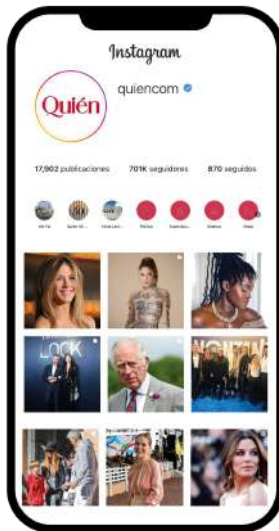 Instagram
Quién
quiencom
17,902 publicaciones 701K seguidores 870 seguidos
LOOK